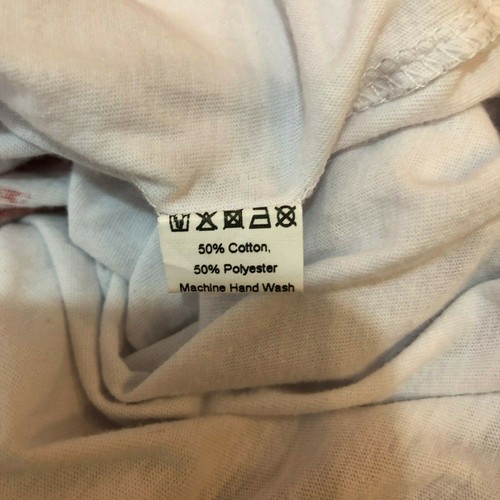 50% Cotton,
50% Polyester
Machine Hand Wash